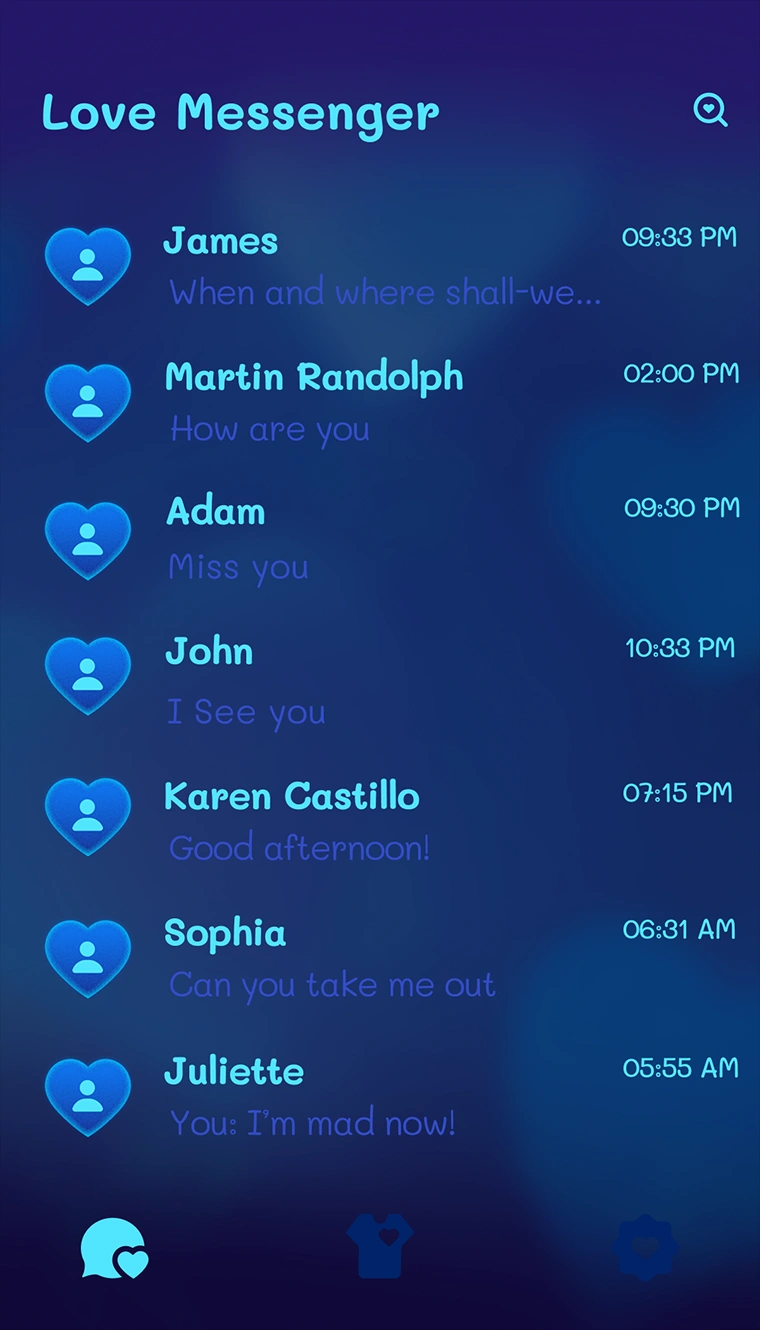 Love Messenger
James 09:33 PM
When and where shall-we...
Martin Randolph 02:00 PM
How are you
Adam 09:30 PM
Miss you
John 10:33 PM
I See you
Karen Castillo 07:15 PM
Good afternoon!
Sophia 06:31 AM
Can you take me out
Juliette 05:55 AM
You: I'm mad now!